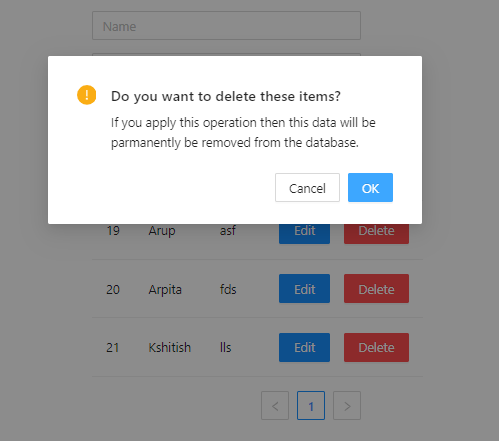 Name
Do you want to delete these items?
If you apply this operation then this data will be
parmanently be removed from the database.
Cancel OK
19 Arup asf Edit Delete
20 Arpita fds Edit Delete
21 Kshitish lls Edit Delete
< 1 >